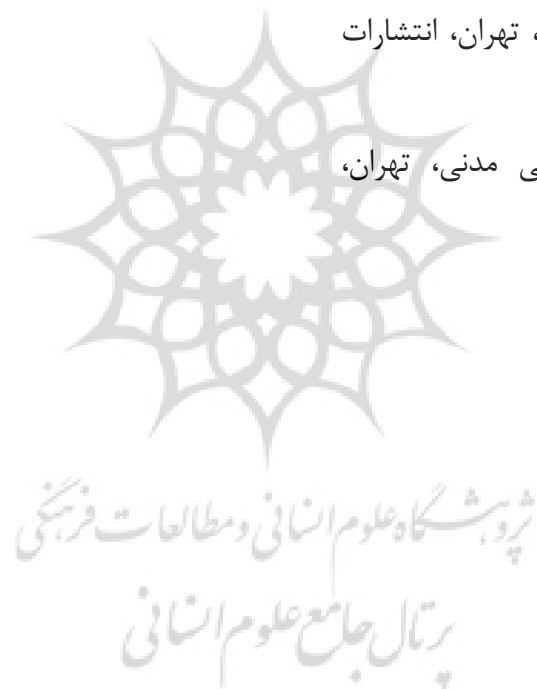 ، تهران، انتشارات
ی مدنی، تهران،
پژوهشگاه علوم انسانی و مطالعات فرهنگی
پرتال جامع علوم انسانی